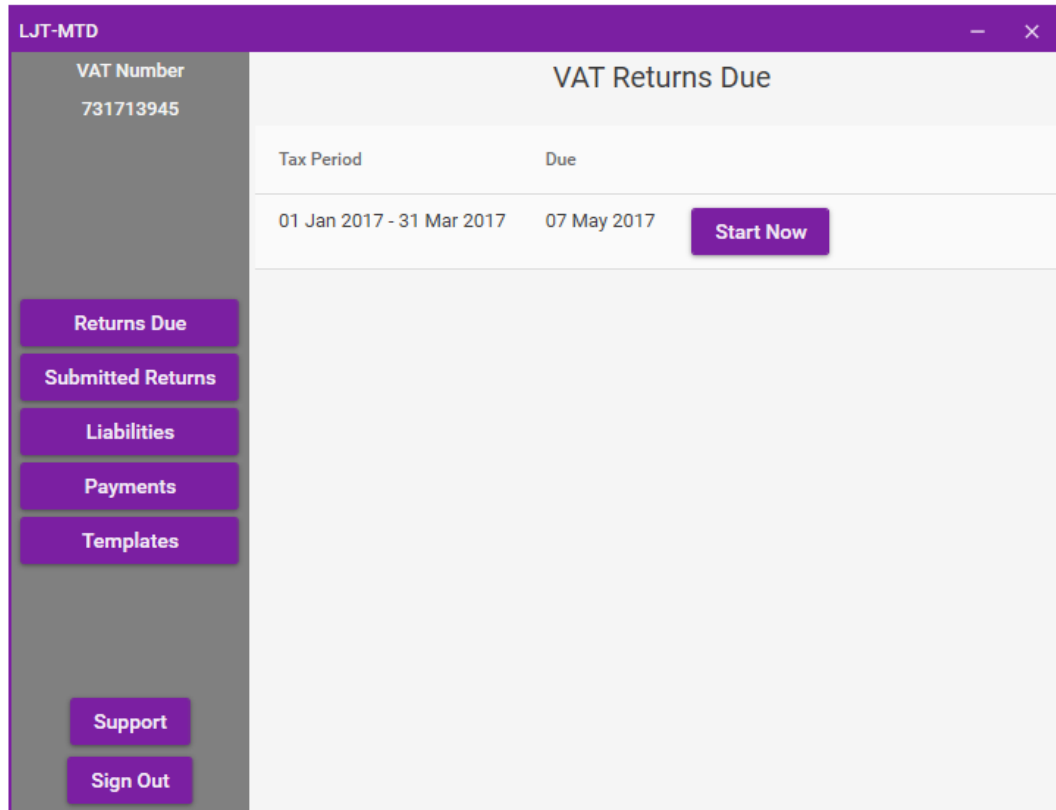 LJT-MTD
VAT Number
731713945
Returns Due
Submitted Returns
Liabilities
Payments
Templates
Support
Sign Out
VAT Returns Due
Tax Period Due
01 Jan 2017 - 31 Mar 2017 07 May 2017 Start Now